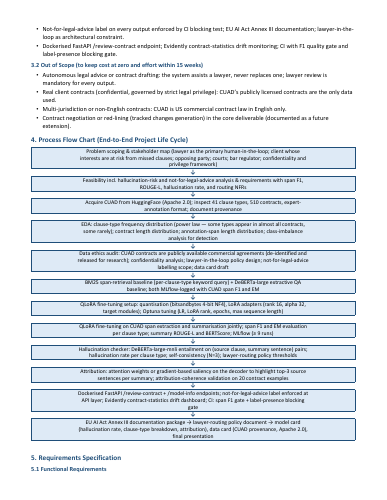 • Not-for-legal-advice label on every output enforced by CI blocking test; EU AI Act Annex III documentation; lawyer-in-the-
loop as architectural constraint.
• Dockerised FastAPI /review-contract endpoint; Evidently contract-statistics drift monitoring; CI with F1 quality gate and
label-presence blocking gate.
3.2 Out of Scope (to keep cost at zero and effort within 15 weeks)
• Autonomous legal advice or contract drafting: the system assists a lawyer, never replaces one; lawyer review is
mandatory for every output.
• Real client contracts (confidential, governed by strict legal privilege): CUAD's publicly licensed contracts are the only data
used.
• Multi-jurisdiction or non-English contracts: CUAD is US commercial contract law in English only.
• Contract negotiation or red-lining (tracked changes generation) in the core deliverable (documented as a future
extension).
4. Process Flow Chart (End-to-End Project Life Cycle)
Problem scoping & stakeholder map (lawyer as the primary human-in-the-loop; client whose
interests are at risk from missed clauses; opposing party; courts; bar regulator; confidentiality and
privilege framework)
↓
Feasibility incl. hallucination-risk and not-for-legal-advice analysis & requirements with span F1,
ROUGE-L, hallucination rate, and routing NFRs
↓
Acquire CUAD from HuggingFace (Apache 2.0); inspect 41 clause types, 510 contracts, expert-
annotation format; document provenance
↓
EDA: clause-type frequency distribution (power law — some types appear in almost all contracts,
some rarely); contract length distribution; annotation-span length distribution; class-imbalance
analysis for detection
↓
Data ethics audit: CUAD contracts are publicly available commercial agreements (de-identified and
released for research); confidentiality analysis; lawyer-in-the-loop policy design; not-for-legal-advice
labelling scope; data card draft
↓
BM25 span-retrieval baseline (per-clause-type keyword query) + DeBERTa-large extractive QA
baseline; both MLflow-logged with CUAD span F1 and EM
↓
QLoRA fine-tuning setup: quantisation (bitsandbytes 4-bit NF4), LoRA adapters (rank 16, alpha 32,
target modules); Optuna tuning (LR, LoRA rank, epochs, max sequence length)
↓
QLoRA fine-tuning on CUAD span extraction and summarisation jointly; span F1 and EM evaluation
per clause type; summary ROUGE-L and BERTScore; MLflow (≥ 9 runs)
↓
Hallucination checker: DeBERTa-large-mnli entailment on (source clause, summary sentence) pairs;
hallucination rate per clause type; self-consistency (N=3); lawyer-routing policy thresholds
↓
Attribution: attention weights or gradient-based saliency on the decoder to highlight top-3 source
sentences per summary; attribution-coherence validation on 20 contract examples
↓
Dockerised FastAPI /review-contract + /model-info endpoints; not-for-legal-advice label enforced at
API layer; Evidently contract-statistics drift dashboard; CI: span F1 gate + label-presence blocking
gate
↓
EU AI Act Annex III documentation package → lawyer-routing policy document → model card
(hallucination rate, clause-type breakdown, attribution), data card (CUAD provenance, Apache 2.0),
final presentation
5. Requirements Specification
5.1 Functional Requirements